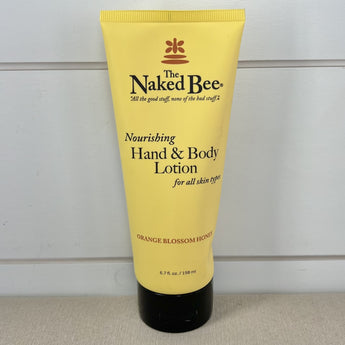 The
Naked Bee®
"All the good stuff, none of the bad stuff"!
Nourishing
Hand & Body
Lotion
for all skin types
ORANGE BLOSSOM HONEY
6.7 fl. oz. / 198 ml